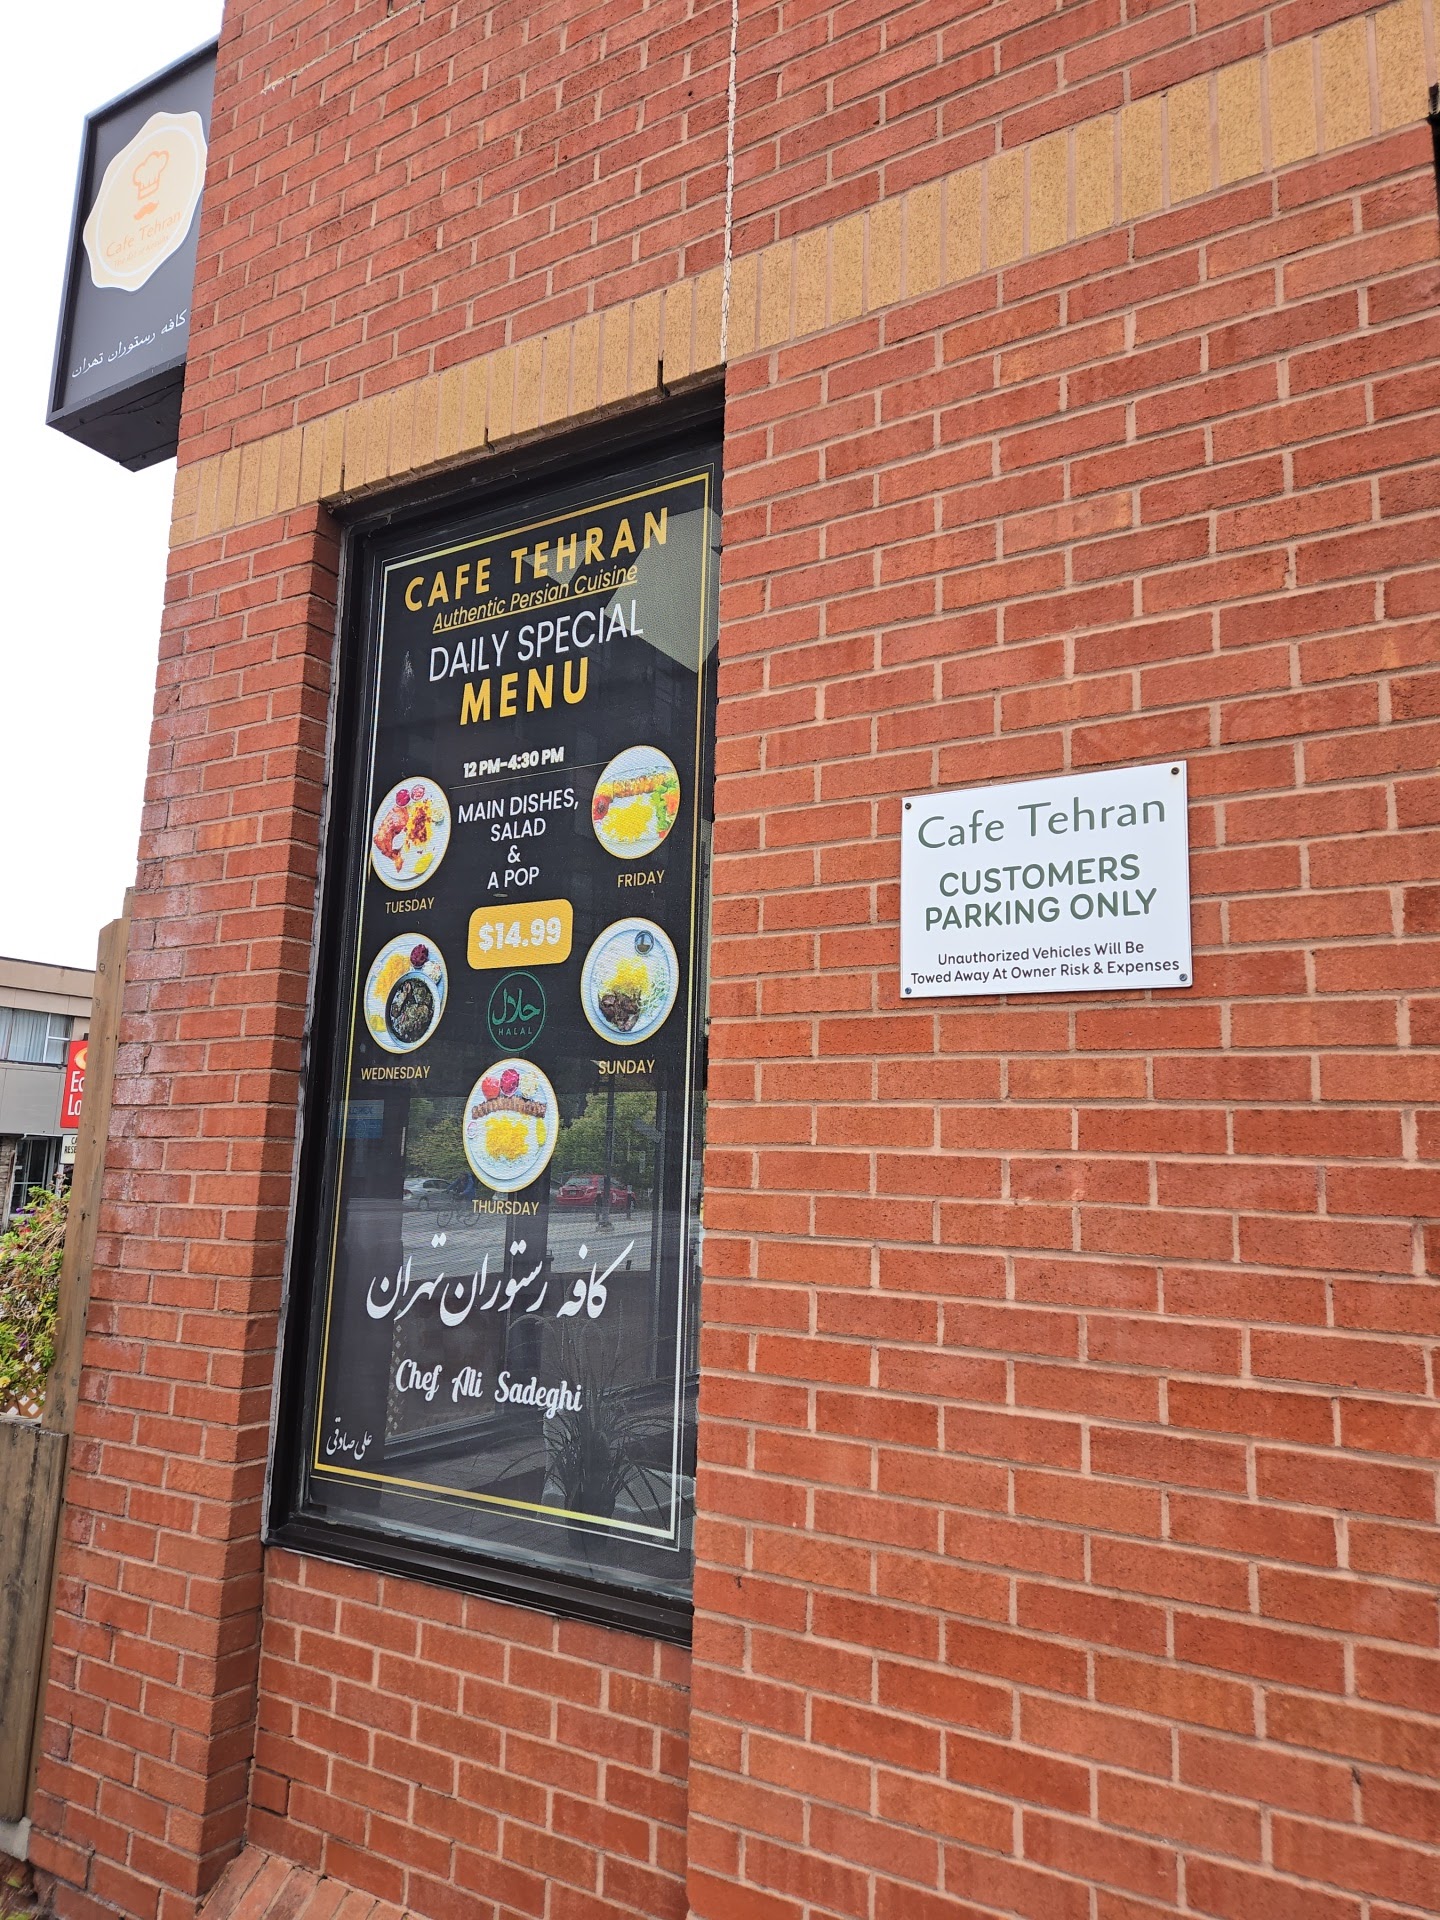 Cafe Tehran
کافه رستوران تهران
CAFE TEHRAN
Authentic Persian Cuisine
DAILY SPECIAL
MENU
12 PM-4:30 PM
MAIN DISHES,
SALAD
&
A POP
$14.99
حلال
HALAL
TUESDAY
FRIDAY
WEDNESDAY
SUNDAY
THURSDAY
کافه رستوران تهران
Chef Ali Sadeghi
علی صادقی
Cafe Tehran
CUSTOMERS
PARKING ONLY
Unauthorized Vehicles Will Be
Towed Away At Owner Risk & Expenses